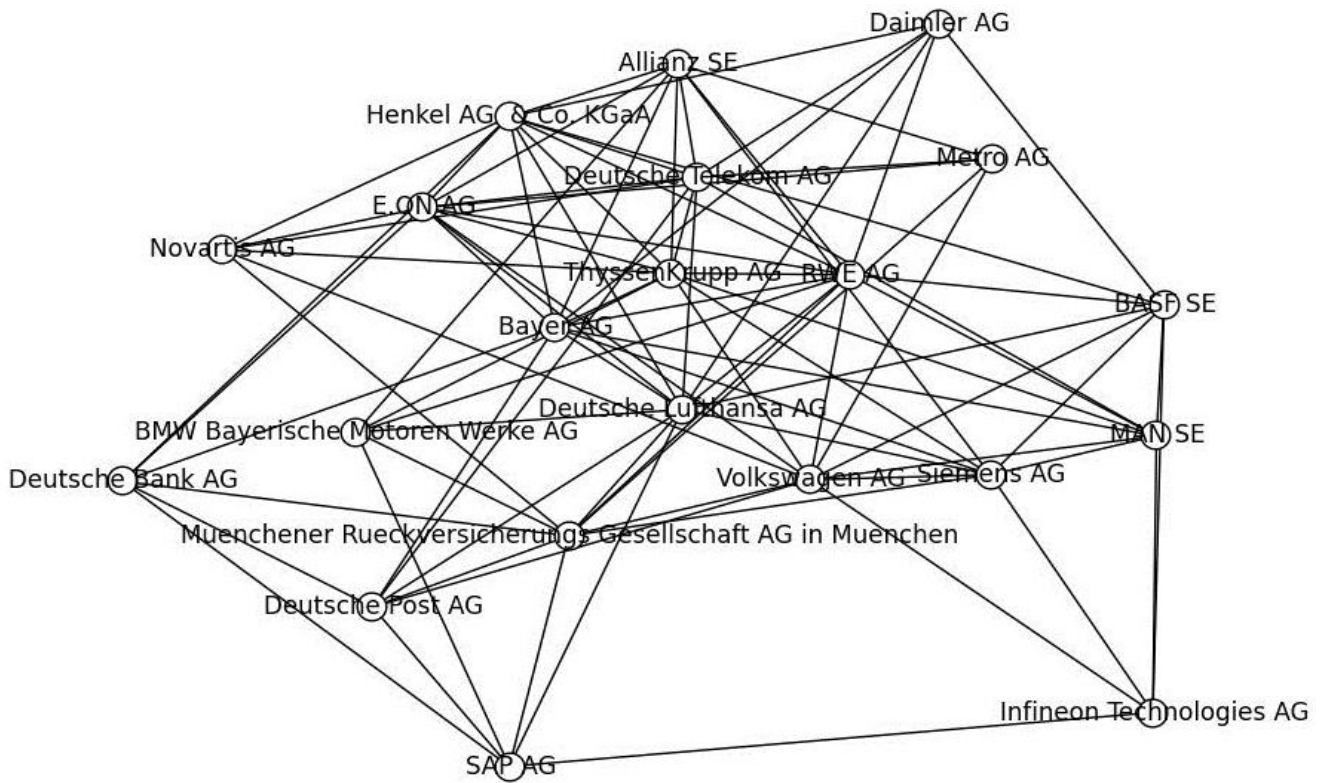 Daimler AG
Allianz SE
Henkel AG & Co. KGaA
Metro AG
Deutsche Telekom AG
E.ON AG
Novartis AG
ThyssenKrupp AG
RWE AG
BASF SE
Bayer AG
Deutsche Lufthansa AG
BMW Bayerische Motoren Werke AG
MAN SE
Deutsche Bank AG
Volkswagen AG
Siemens AG
Muenchener Rueckversicherungs Gesellschaft AG in Muenchen
Deutsche Post AG
Infineon Technologies AG
SAP AG